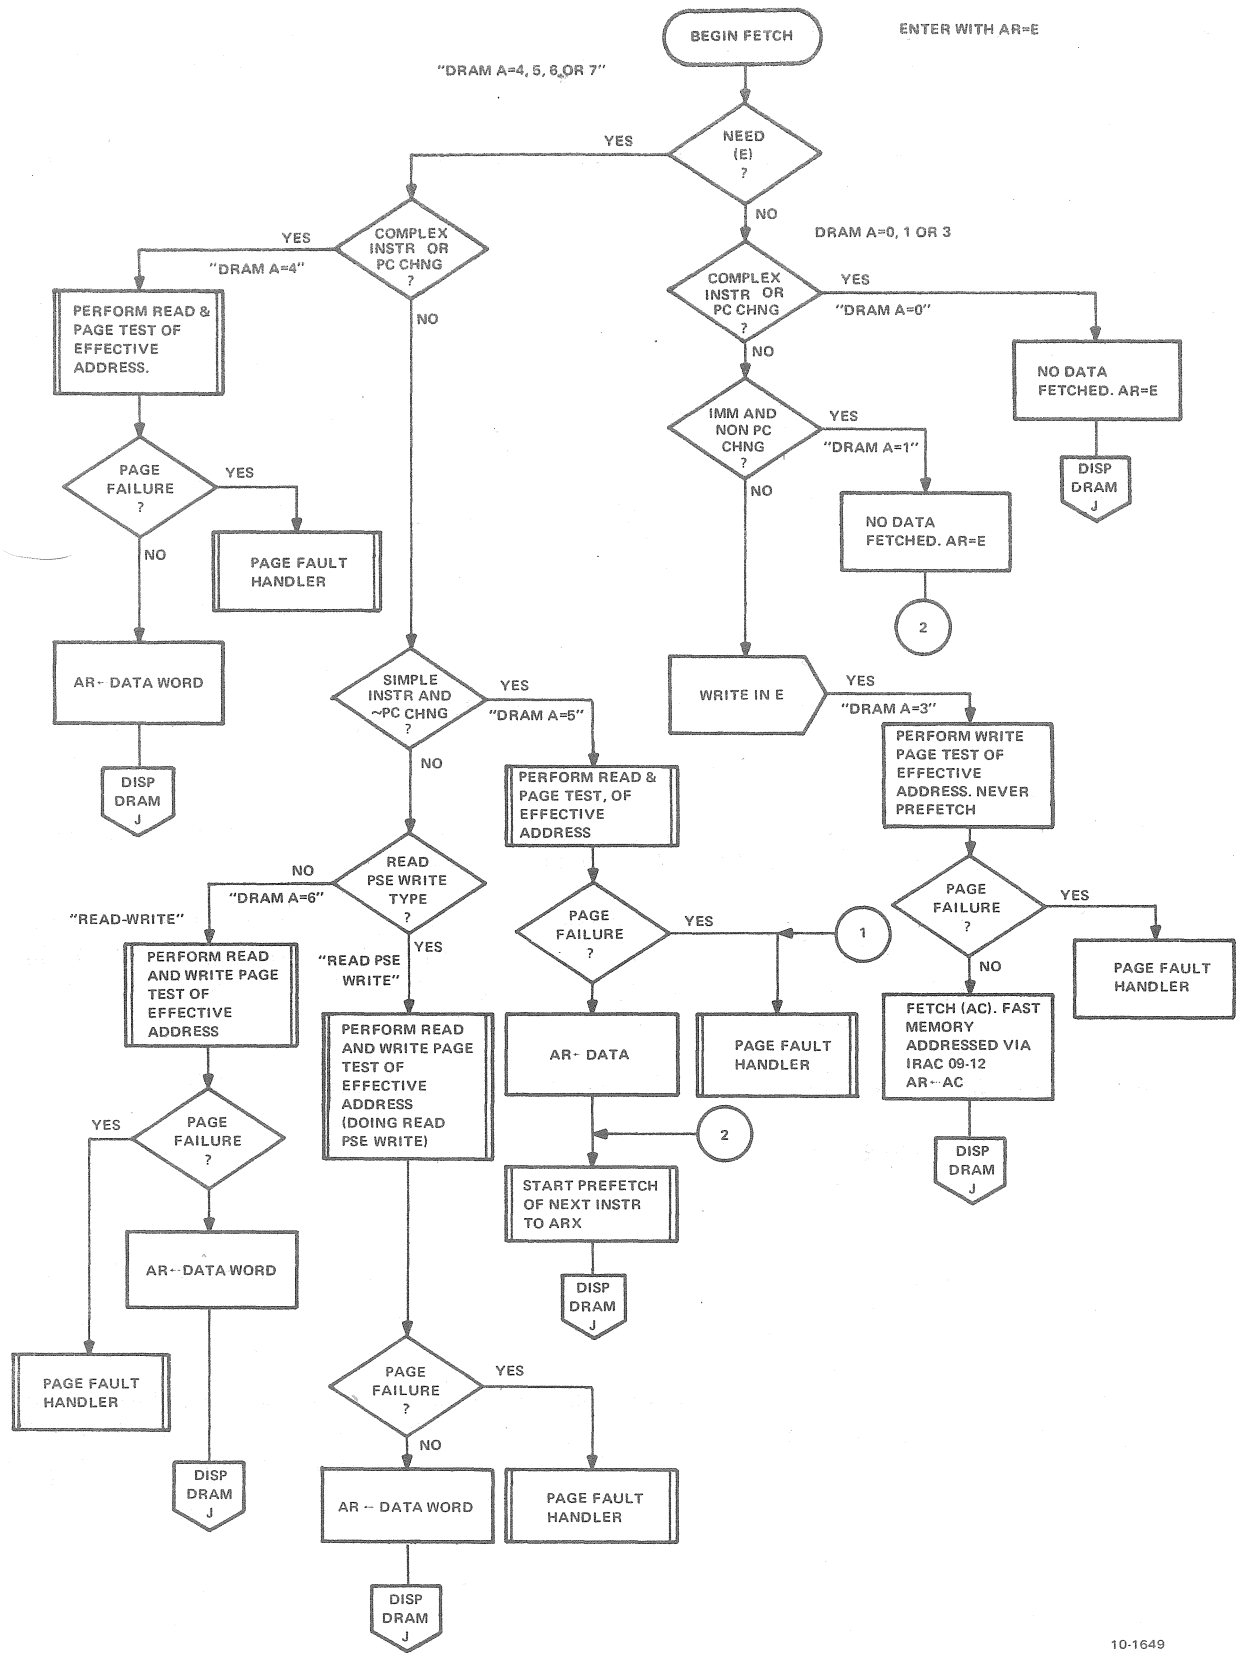 BEGIN FETCH
ENTER WITH AR=E
"DRAM A=4, 5, 6 OR 7"
NEED
(E)
?
YES
NO
DRAM A=0, 1 OR 3
COMPLEX
INSTR OR
PC CHNG
?
YES
"DRAM A=4"
NO
COMPLEX
INSTR OR
PC CHNG
?
YES
"DRAM A=0"
NO
PERFORM READ &
PAGE TEST OF
EFFECTIVE
ADDRESS.
NO DATA
FETCHED. AR=E
DISP
DRAM
J
IMM AND
NON PC
CHNG
?
YES
"DRAM A=1"
NO
NO DATA
FETCHED. AR=E
2
PAGE
FAILURE
?
YES
NO
PAGE FAULT
HANDLER
AR← DATA WORD
DISP
DRAM
J
SIMPLE
INSTR AND
~PC CHNG
?
YES
"DRAM A=5"
NO
WRITE IN E
YES
"DRAM A=3"
PERFORM WRITE
PAGE TEST OF
EFFECTIVE
ADDRESS. NEVER
PREFETCH
PERFORM READ &
PAGE TEST, OF
EFFECTIVE
ADDRESS
READ
PSE WRITE
TYPE
?
NO
"DRAM A=6"
YES
"READ-WRITE"
"READ PSE
WRITE"
PAGE
FAILURE
?
YES
1
PAGE
FAILURE
?
YES
NO
PAGE FAULT
HANDLER
PERFORM READ
AND WRITE PAGE
TEST OF
EFFECTIVE
ADDRESS
PERFORM READ
AND WRITE PAGE
TEST OF
EFFECTIVE
ADDRESS
(DOING READ
PSE WRITE)
AR← DATA
PAGE FAULT
HANDLER
FETCH (AC). FAST
MEMORY
ADDRESSED VIA
IRAC 09-12
AR←AC
DISP
DRAM
J
2
START PREFETCH
OF NEXT INSTR
TO ARX
DISP
DRAM
J
YES
PAGE
FAILURE
?
AR←DATA WORD
PAGE FAULT
HANDLER
DISP
DRAM
J
PAGE
FAILURE
?
YES
NO
AR ← DATA WORD
PAGE FAULT
HANDLER
DISP
DRAM
J
10-1649